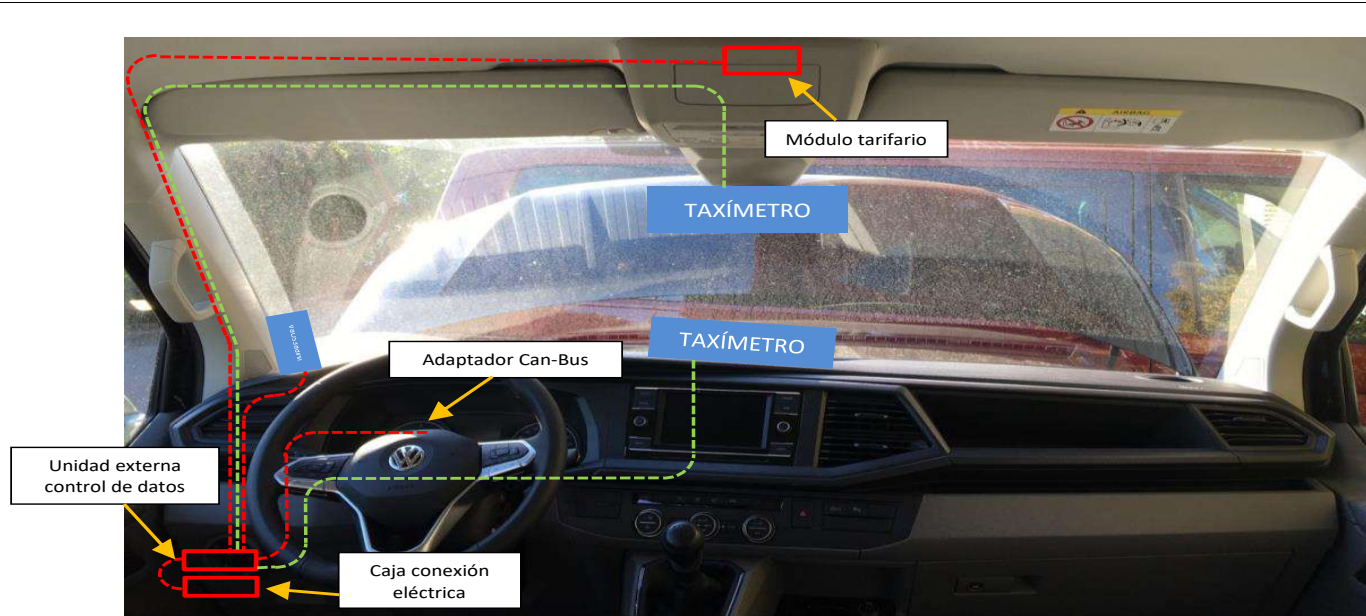 AIRBAG
Módulo tarifario
TAXÍMETRO
TAXÍMETRO
Adaptador Can-Bus
Unidad externa
control de datos
Caja conexión
eléctrica